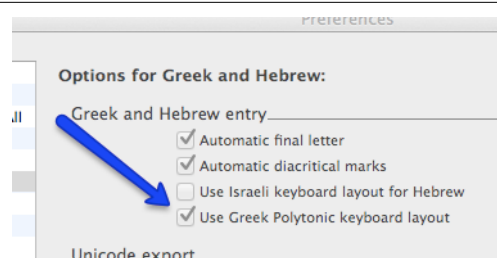 Preferences
Options for Greek and Hebrew:
All
Greek and Hebrew entry
Automatic final letter
Automatic diacritical marks
Use Israeli keyboard layout for Hebrew
Use Greek Polytonic keyboard layout
Unicode export